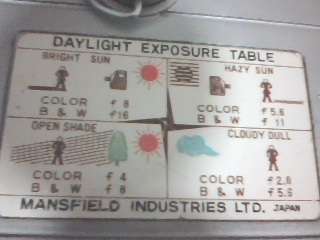 DAYLIGHT EXPOSURE TABLE
BRIGHT SUN
COLOR f 8
B & W f 16
HAZY SUN
COLOR f 5.6
B & W f 11
OPEN SHADE
COLOR f 4
B & W f 8
CLOUDY DULL
COLOR f 2.8
B & W f 5.6
MANSFIELD INDUSTRIES LTD. JAPAN